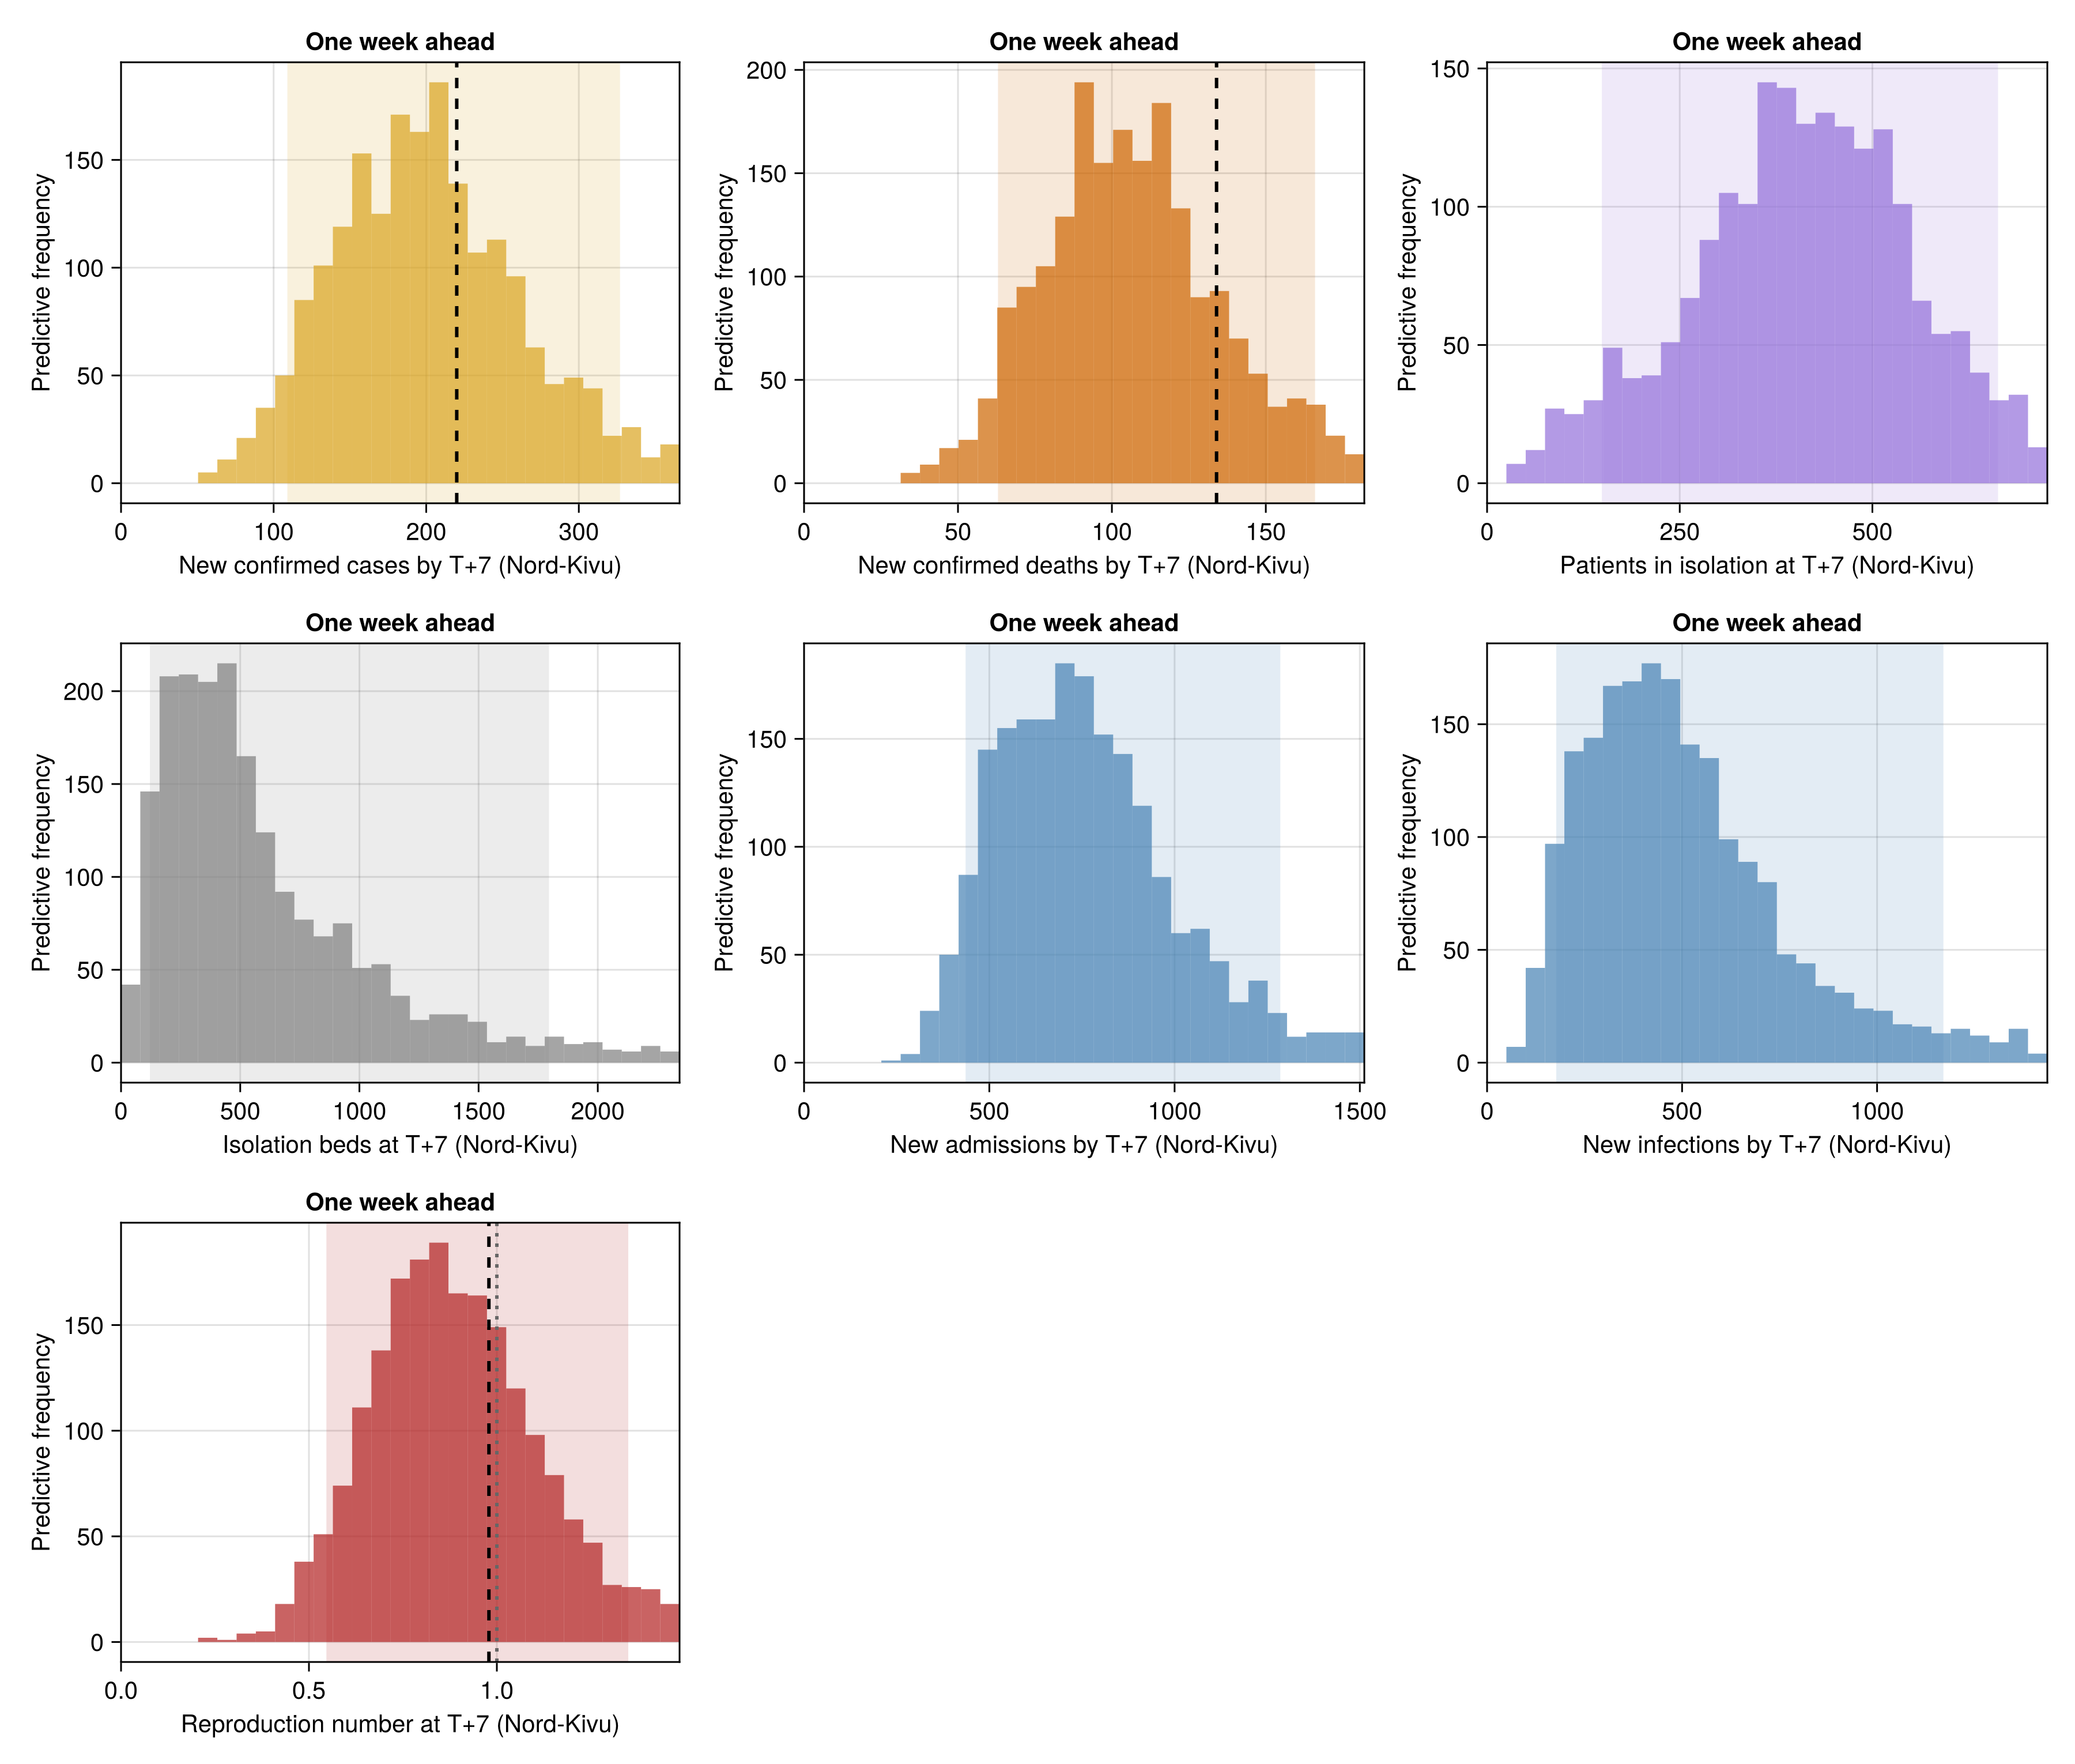 One week ahead
One week ahead
One week ahead
Predictive frequency
0
50
100
150
0
100
200
300
New confirmed cases by T+7 (Nord-Kivu)
Predictive frequency
0
50
100
150
200
0
50
100
150
New confirmed deaths by T+7 (Nord-Kivu)
Predictive frequency
0
50
100
150
0
250
500
Patients in isolation at T+7 (Nord-Kivu)
One week ahead
One week ahead
One week ahead
Predictive frequency
0
50
100
150
200
0
500
1000
1500
2000
Isolation beds at T+7 (Nord-Kivu)
Predictive frequency
0
50
100
150
0
500
1000
1500
New admissions by T+7 (Nord-Kivu)
Predictive frequency
0
50
100
150
0
500
1000
New infections by T+7 (Nord-Kivu)
One week ahead
Predictive frequency
0
50
100
150
0.0
0.5
1.0
Reproduction number at T+7 (Nord-Kivu)